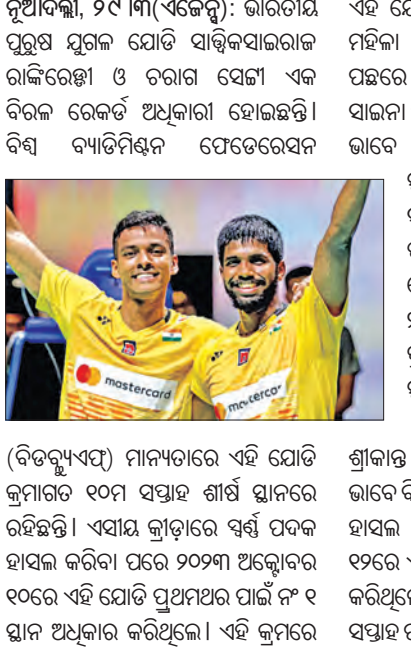 ନୂଆଦିଲ୍ଲୀ, ୨୯।୩(ଏଜେନ୍ସି): ଭାରତୀୟ
ପୁରୁଷ ଯୁଗଳ ଯୋଡି ସାତ୍ତ୍ୱିକସାଇରାଜ
ରାଙ୍କିରେଡ୍ଡୀ ଓ ଚରାଗ ସେଟ୍ଟୀ ଏକ
ବିରଳ ରେକର୍ଡ ଅଧିକାରୀ ହୋଇଛନ୍ତି।
ବିଶ୍ୱ ବ୍ୟାଡିମିଣ୍ଟନ ଫେଡେରେସନ
mastercard
(ବିଡବ୍ଲ୍ୟୁଏଫ୍) ମାନ୍ୟତାରେ ଏହି ଯୋଡି
କ୍ରମାଗତ ୧୦ମ ସପ୍ତାହ ଶୀର୍ଷ ସ୍ଥାନରେ
ରହିଛନ୍ତି। ଏସୀୟ କ୍ରୀଡ଼ାରେ ସ୍ୱର୍ଣ୍ଣ ପଦକ
ହାସଲ କରିବା ପରେ ୨୦୨୩ ଅକ୍ଟୋବର
୧୦ରେ ଏହି ଯୋଡି ପ୍ରଥମଥର ପାଇଁ ନଂ ୧
ସ୍ଥାନ ଅଧିକାର କରିଥିଲେ। ଏହି କ୍ରମରେ
ଏହି
ମହିଳା
ପଛରେ
ସାଇନା
ଭାବେ
ଶ୍ରୀକାନ୍ତ
ଭାବେ
ହାସଲ
୧୨ରେ
ସପ୍ତାହ